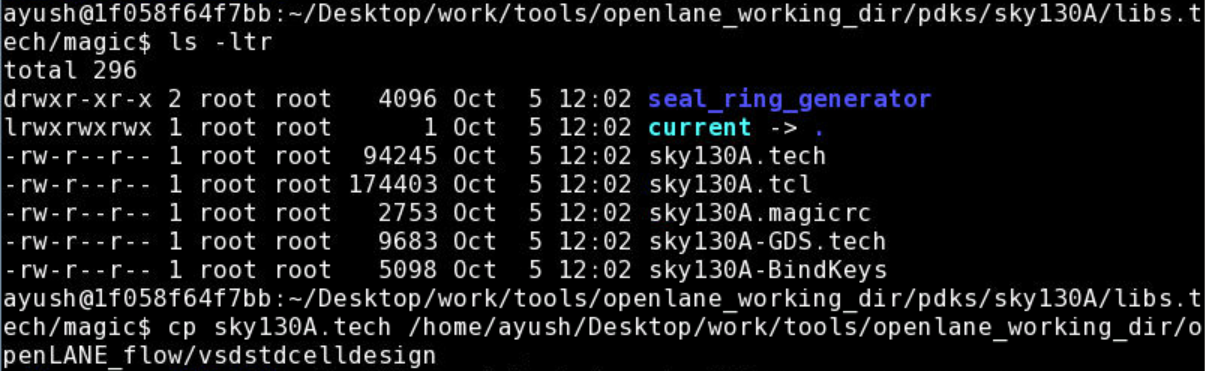 ayush@1f058f64f7bb:~/Desktop/work/tools/openlane_working_dir/pdks/sky130A/libs.t
ech/magic$ ls -ltr
total 296
drwxr-xr-x 2 root root   4096 Oct  5 12:02 seal_ring_generator
lrwxrwxrwx 1 root root      1 Oct  5 12:02 current -> .
-rw-r--r-- 1 root root  94245 Oct  5 12:02 sky130A.tech
-rw-r--r-- 1 root root 174403 Oct  5 12:02 sky130A.tcl
-rw-r--r-- 1 root root   2753 Oct  5 12:02 sky130A.magicrc
-rw-r--r-- 1 root root   9683 Oct  5 12:02 sky130A-GDS.tech
-rw-r--r-- 1 root root   5098 Oct  5 12:02 sky130A-BindKeys
ayush@1f058f64f7bb:~/Desktop/work/tools/openlane_working_dir/pdks/sky130A/libs.t
ech/magic$ cp sky130A.tech /home/ayush/Desktop/work/tools/openlane_working_dir/o
penLANE_flow/vsdstdcelldesign